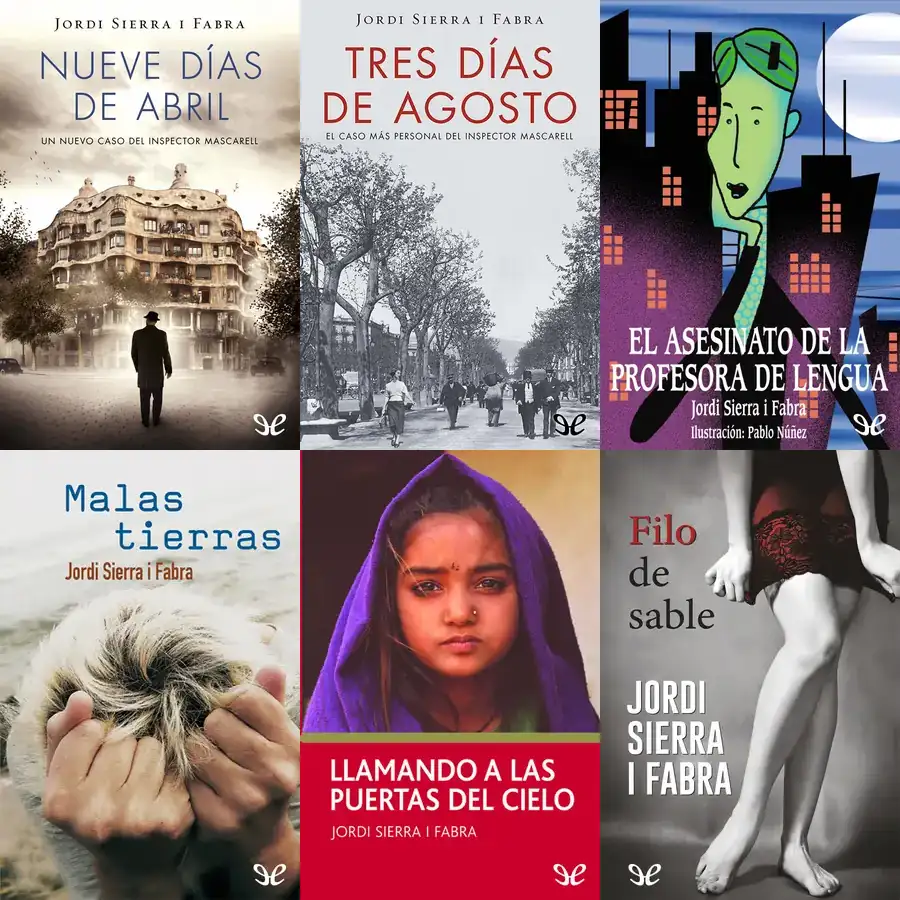 JORDI SIERRA I FABRA
NUEVE DÍAS
DE ABRIL
UN NUEVO CASO DEL INSPECTOR MASCARELL
JORDI SIERRA I FABRA
TRES DÍAS
DE AGOSTO
EL CASO MÁS PERSONAL DEL INSPECTOR MASCARELL
EL ASESINATO DE LA
PROFESORA DE LENGUA
Jordi Sierra i Fabra
Ilustración: Pablo Núñez
Malas
tierras
Jordi Sierra i Fabra
LLAMANDO A LAS
PUERTAS DEL CIELO
JORDI SIERRA I FABRA
Filo
de
sable
JORDI
SIERRA
I FABRA